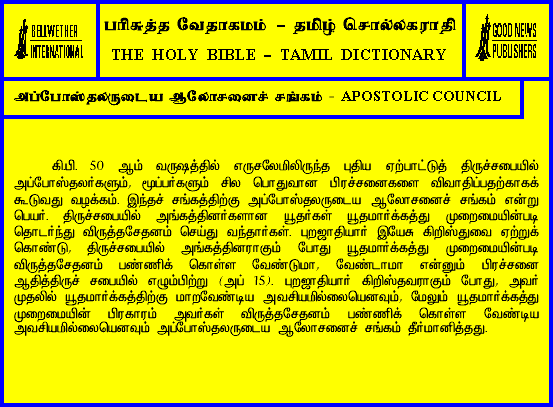 BELLWETHER
INTERNATIONAL
பரிசுத்த வேதாகமம் – தமிழ் சொல்லகராதி
THE HOLY BIBLE – TAMIL DICTIONARY
GOOD NEWS
PUBLISHERS
அப்போஸ்தலருடைய ஆலோசனைச் சங்கம் - APOSTOLIC COUNCIL
கி.பி. 50 ஆம் வருஷத்தில் எருசலேமிலிருந்த புதிய ஏற்பாட்டுத் திருச்சபையில்
அப்போஸ்தலர்களும், மூப்பர்களும் சில பொதுவான பிரச்சனைகளை விவாதிப்பதற்காகக்
கூடுவது வழக்கம். இந்தச் சங்கத்திற்கு அப்போஸ்தலருடைய ஆலோசனைச் சங்கம் என்று
பெயர். திருச்சபையில் அங்கத்தினர்களான யூதர்கள் யூதமார்க்கத்து முறைமையின்படி
தொடர்ந்து விருத்தசேதனம் செய்து வந்தார்கள். புறஜாதியார் இயேசு கிறிஸ்துவை ஏற்றுக்
கொண்டு, திருச்சபையில் அங்கத்தினராகும் போது யூதமார்க்கத்து முறைமையின்படி
விருத்தசேதனம் பண்ணிக் கொள்ள வேண்டுமா, வேண்டாமா என்னும் பிரச்சனை
ஆதித்திருச் சபையில் எழும்பிற்று (அப் 15). புறஜாதியார் கிறிஸ்தவராகும் போது, அவர்
முதலில் யூதமார்க்கத்திற்கு மாறவேண்டிய அவசியமில்லையெனவும், மேலும் யூதமார்க்கத்து
முறைமையின் பிரகாரம் அவர்கள் விருத்தசேதனம் பண்ணிக் கொள்ள வேண்டிய
அவசியமில்லையெனவும் அப்போஸ்தலருடைய ஆலோசனைச் சங்கம் தீர்மானித்தது.